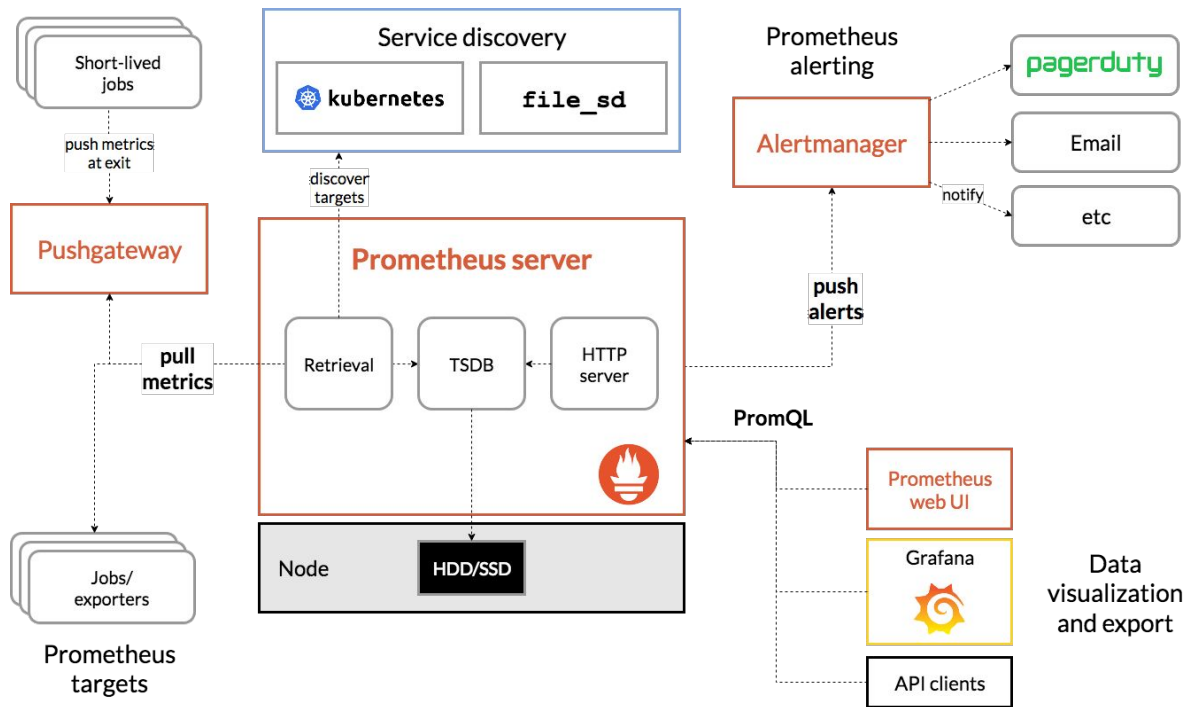 Short-lived
jobs
push metrics
at exit
Pushgateway
pull
metrics
Jobs/
exporters
Prometheus
targets
Service discovery
kubernetes
file_sd
discover
targets
Prometheus server
Retrieval
TSDB
HTTP
server
Node
HDD/SSD
Prometheus
alerting
Alertmanager
pagerduty
Email
notify
etc
push
alerts
PromQL
Prometheus
web UI
Grafana
API clients
Data
visualization
and export